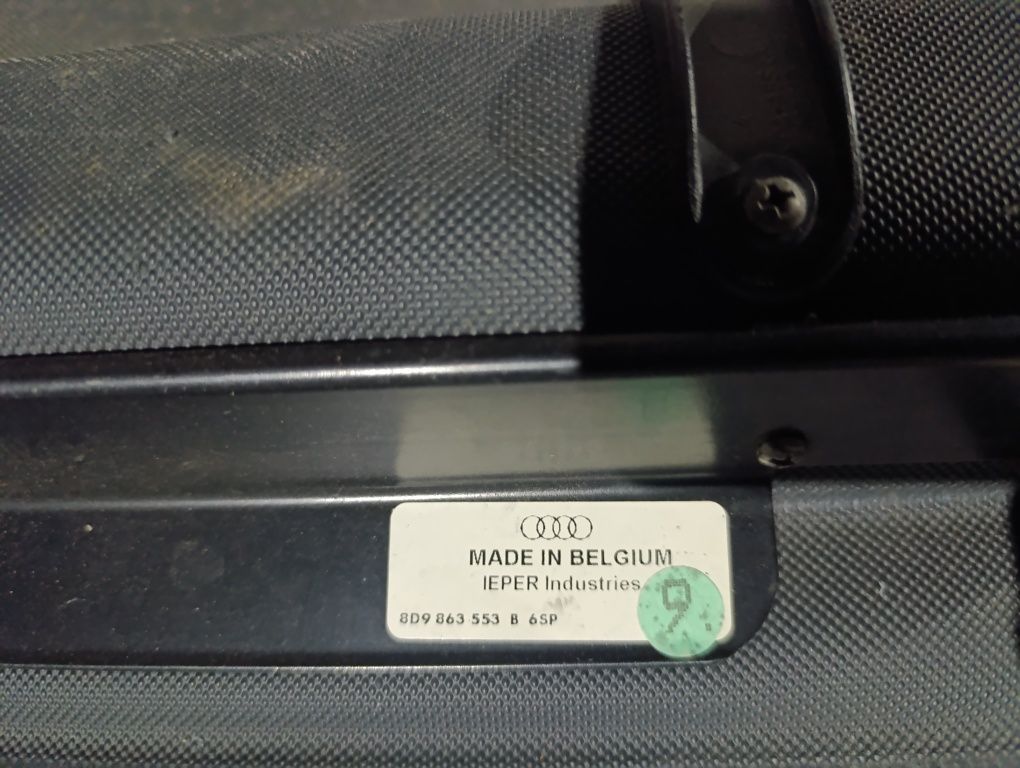 MADE IN BELGIUM
IEPER Industries
8D9 863 553 B 6SP
9.